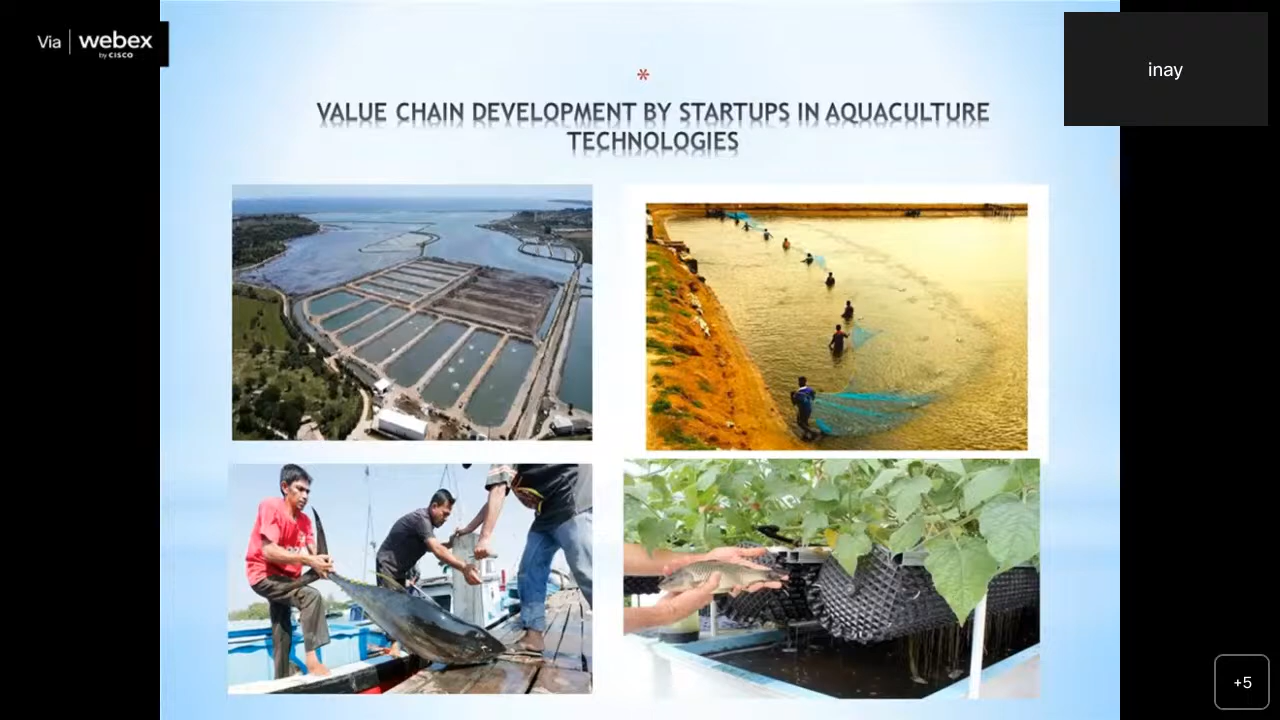 Via webex
by CISCO
inay
*
VALUE CHAIN DEVELOPMENT BY STARTUPS IN AQUACULTURE
TECHNOLOGIES
+5